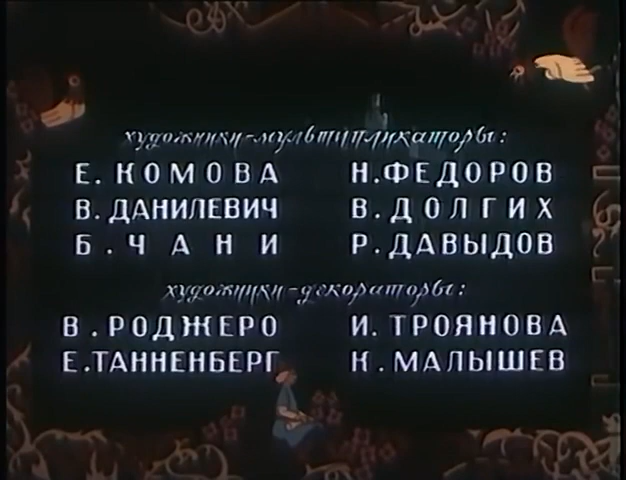 художники-мультипликаторы:
Е. КОМОВА Н. ФЕДОРОВ
В. ДАНИЛЕВИЧ В. ДОЛГИХ
Б. ЧАНИ Р. ДАВЫДОВ
художники-декораторы:
В. РОДЖЕРО И. ТРОЯНОВА
Е. ТАННЕНБЕРГ К. МАЛЫШЕВ